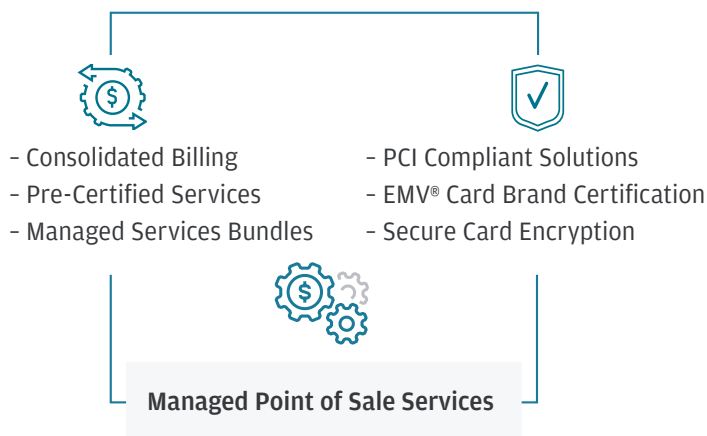 – Consolidated Billing
– Pre-Certified Services
– Managed Services Bundles
– PCI Compliant Solutions
– EMV® Card Brand Certification
– Secure Card Encryption
$
$
Managed Point of Sale Services